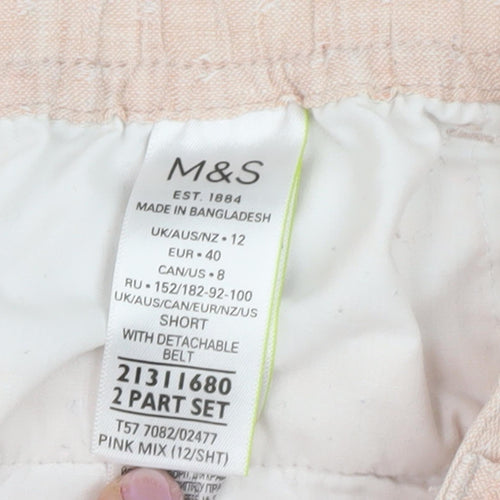 M&S
EST. 1884
MADE IN BANGLADESH
UK/AUS/NZ • 12
EUR • 40
CAN/US • 8
RU • 152/182-92-100
UK/AUS/CAN/EUR/NZ/US
SHORT
WITH DETACHABLE
BELT
21311680
2 PART SET
T57 7082/02477
PINK MIX (12/SHT)